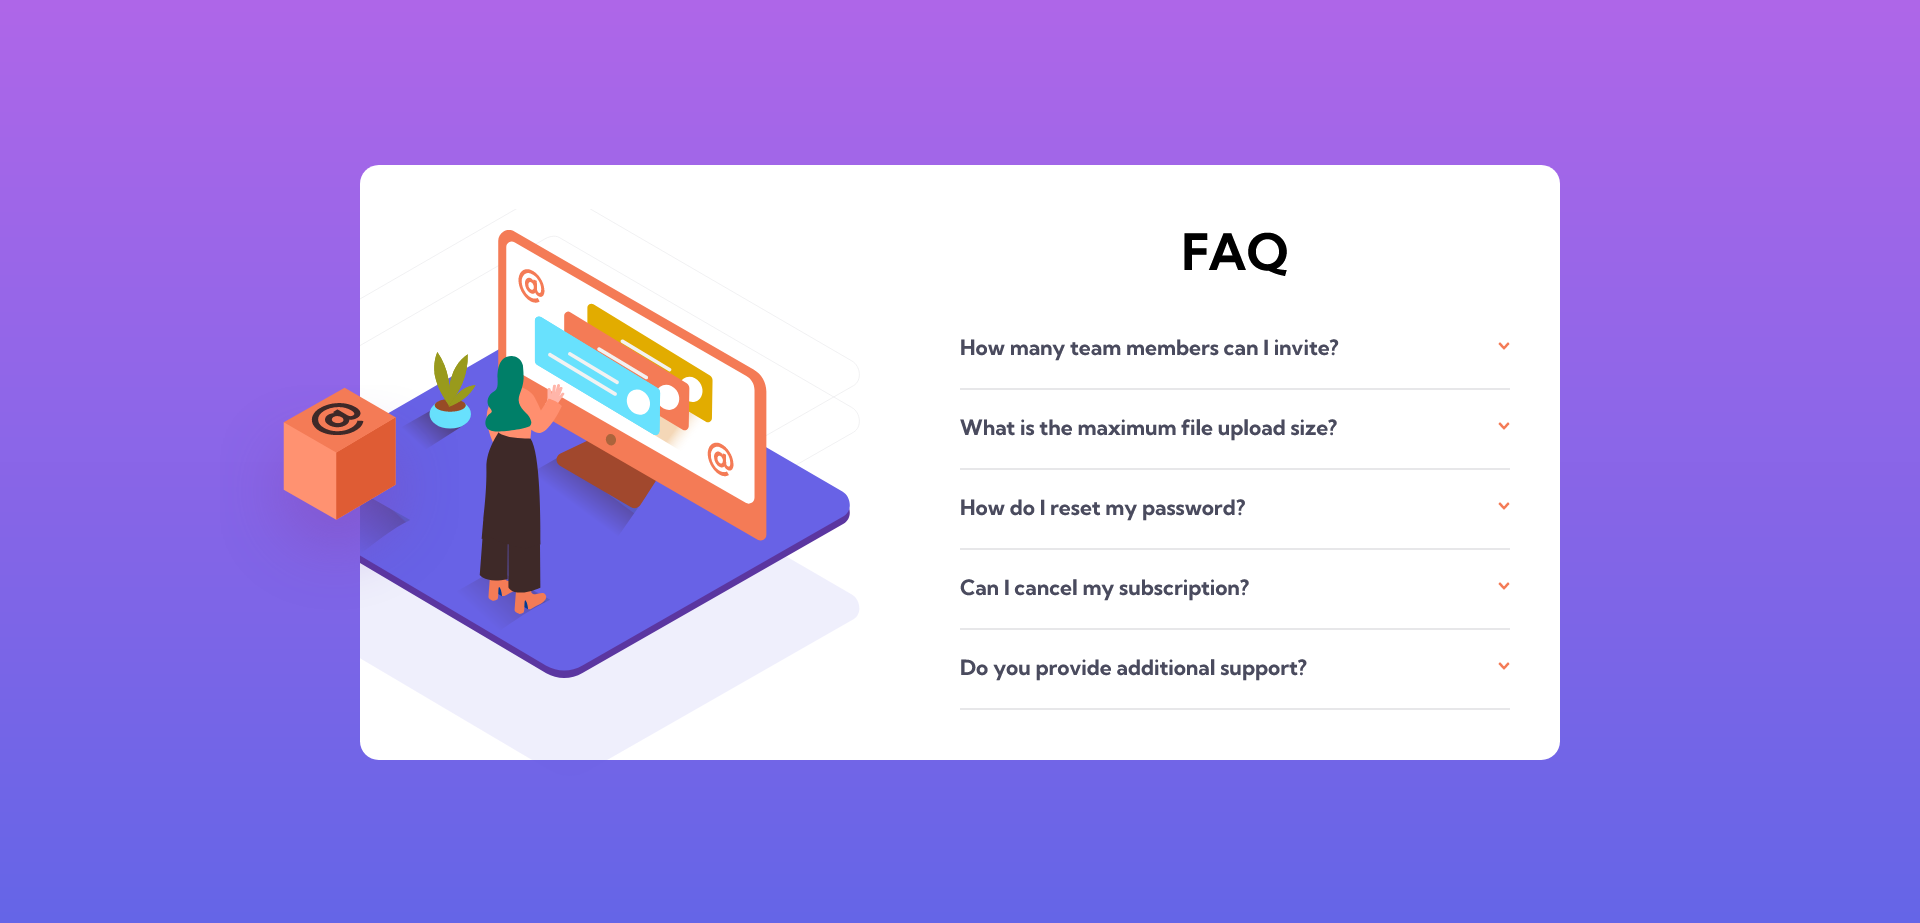 FAQ
@
How many team members can I invite?
@
What is the maximum file upload size?
@
How do I reset my password?
Can I cancel my subscription?
Do you provide additional support?